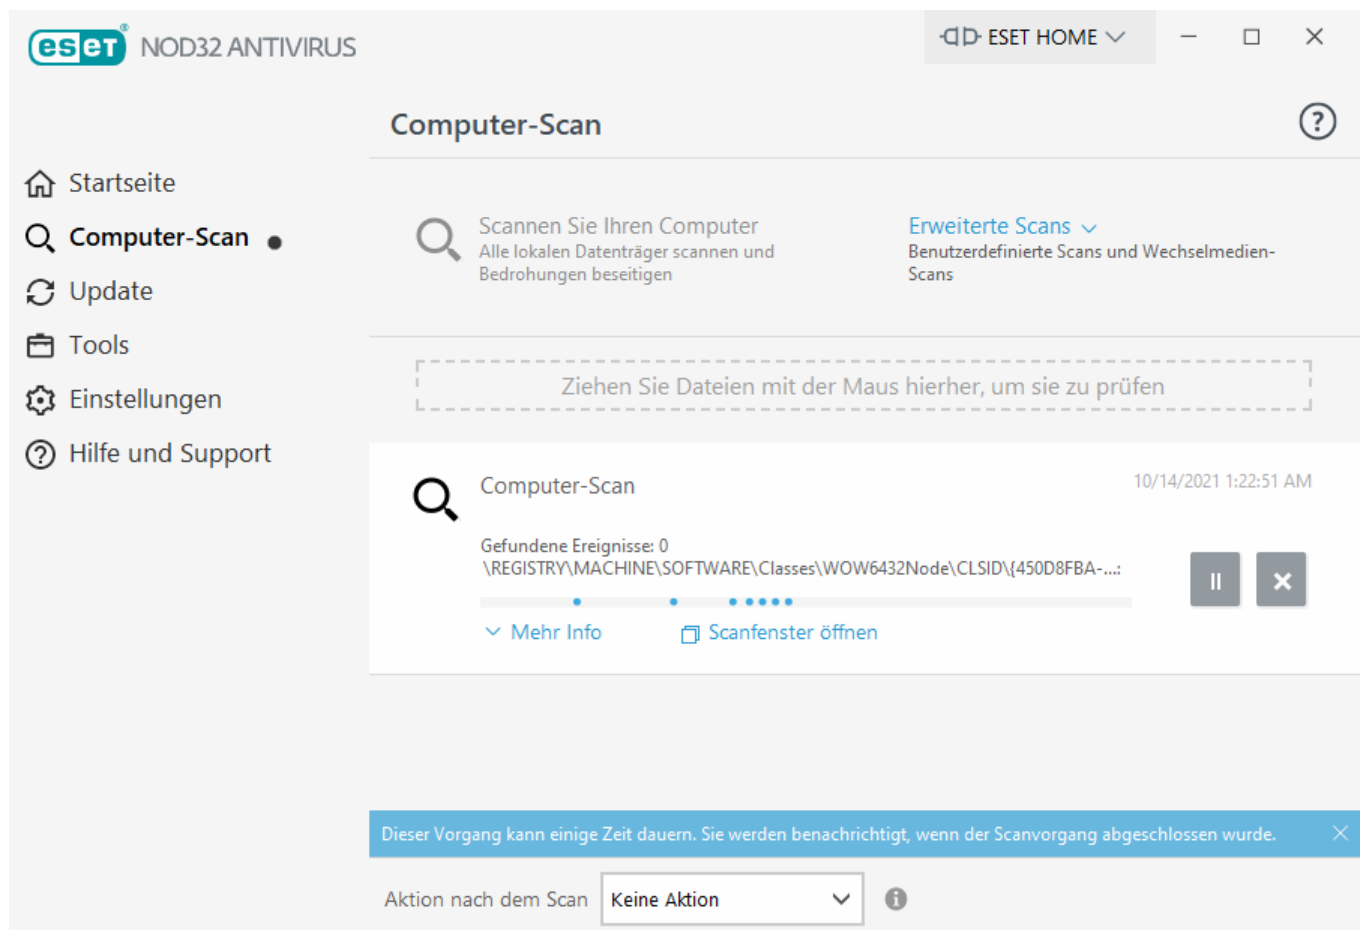 eset® NOD32 ANTIVIRUS
ESET HOME
Computer-Scan
Startseite
Computer-Scan
Update
Tools
Einstellungen
Hilfe und Support
Scannen Sie Ihren Computer
Alle lokalen Datenträger scannen und
Bedrohungen beseitigen
Erweiterte Scans
Benutzerdefinierte Scans und Wechselmedien-
Scans
Ziehen Sie Dateien mit der Maus hierher, um sie zu prüfen
Computer-Scan
10/14/2021 1:22:51 AM
Gefundene Ereignisse: 0
\REGISTRY\MACHINE\SOFTWARE\Classes\WOW6432Node\CLSID\{450D8FBA-...:
Mehr Info
Scanfenster öffnen
Dieser Vorgang kann einige Zeit dauern. Sie werden benachrichtigt, wenn der Scanvorgang abgeschlossen wurde.
Aktion nach dem Scan
Keine Aktion